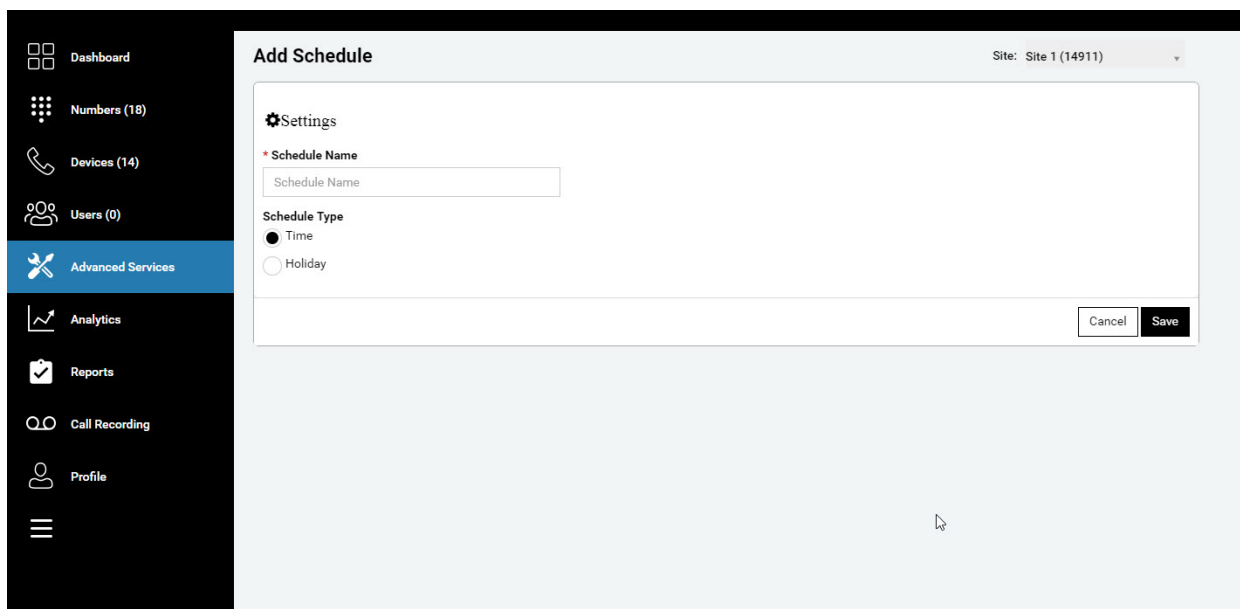 Dashboard
Numbers (18)
Devices (14)
Users (0)
Advanced Services
Analytics
Reports
Call Recording
Profile
Add Schedule
Site: Site 1 (14911)
Settings
* Schedule Name
Schedule Name
Schedule Type
Time
Holiday
Cancel Save